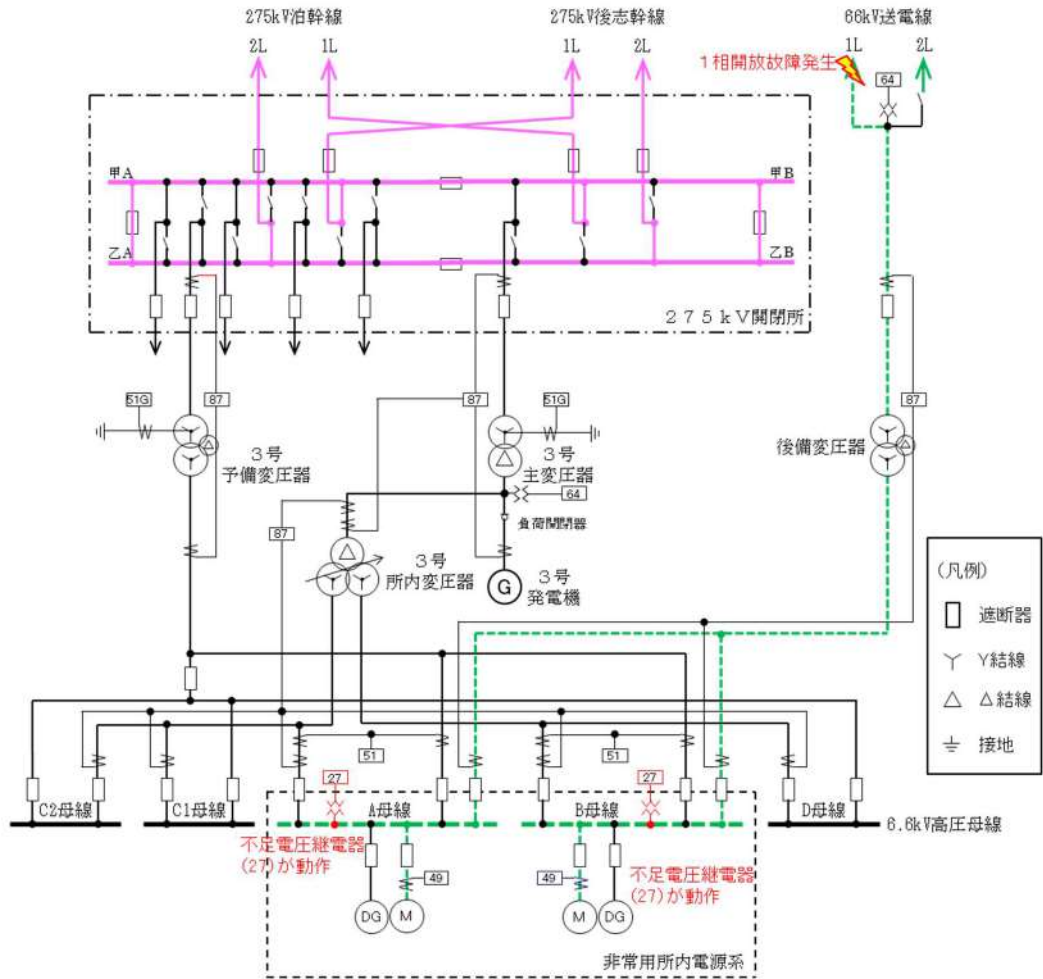 275kV泊幹線
275kV後志幹線
66kV送電線
2L
1L
1L
2L
1L
2L
1相開放故障発生
64
甲A
甲B
乙A
乙B
275kV開閉所
51G
87
87
51G
87
3号
予備変圧器
3号
主変圧器
後備変圧器
64
負荷開閉器
87
3号
所内変圧器
G
3号
発電機
(凡例)
遮断器
Y結線
Δ結線
接地
51
51
27
27
C2母線
C1母線
A母線
B母線
D母線
6.6kV高圧母線
不足電圧継電器
(27)が動作
不足電圧継電器
(27)が動作
49
49
DG
M
M
DG
非常用所内電源系